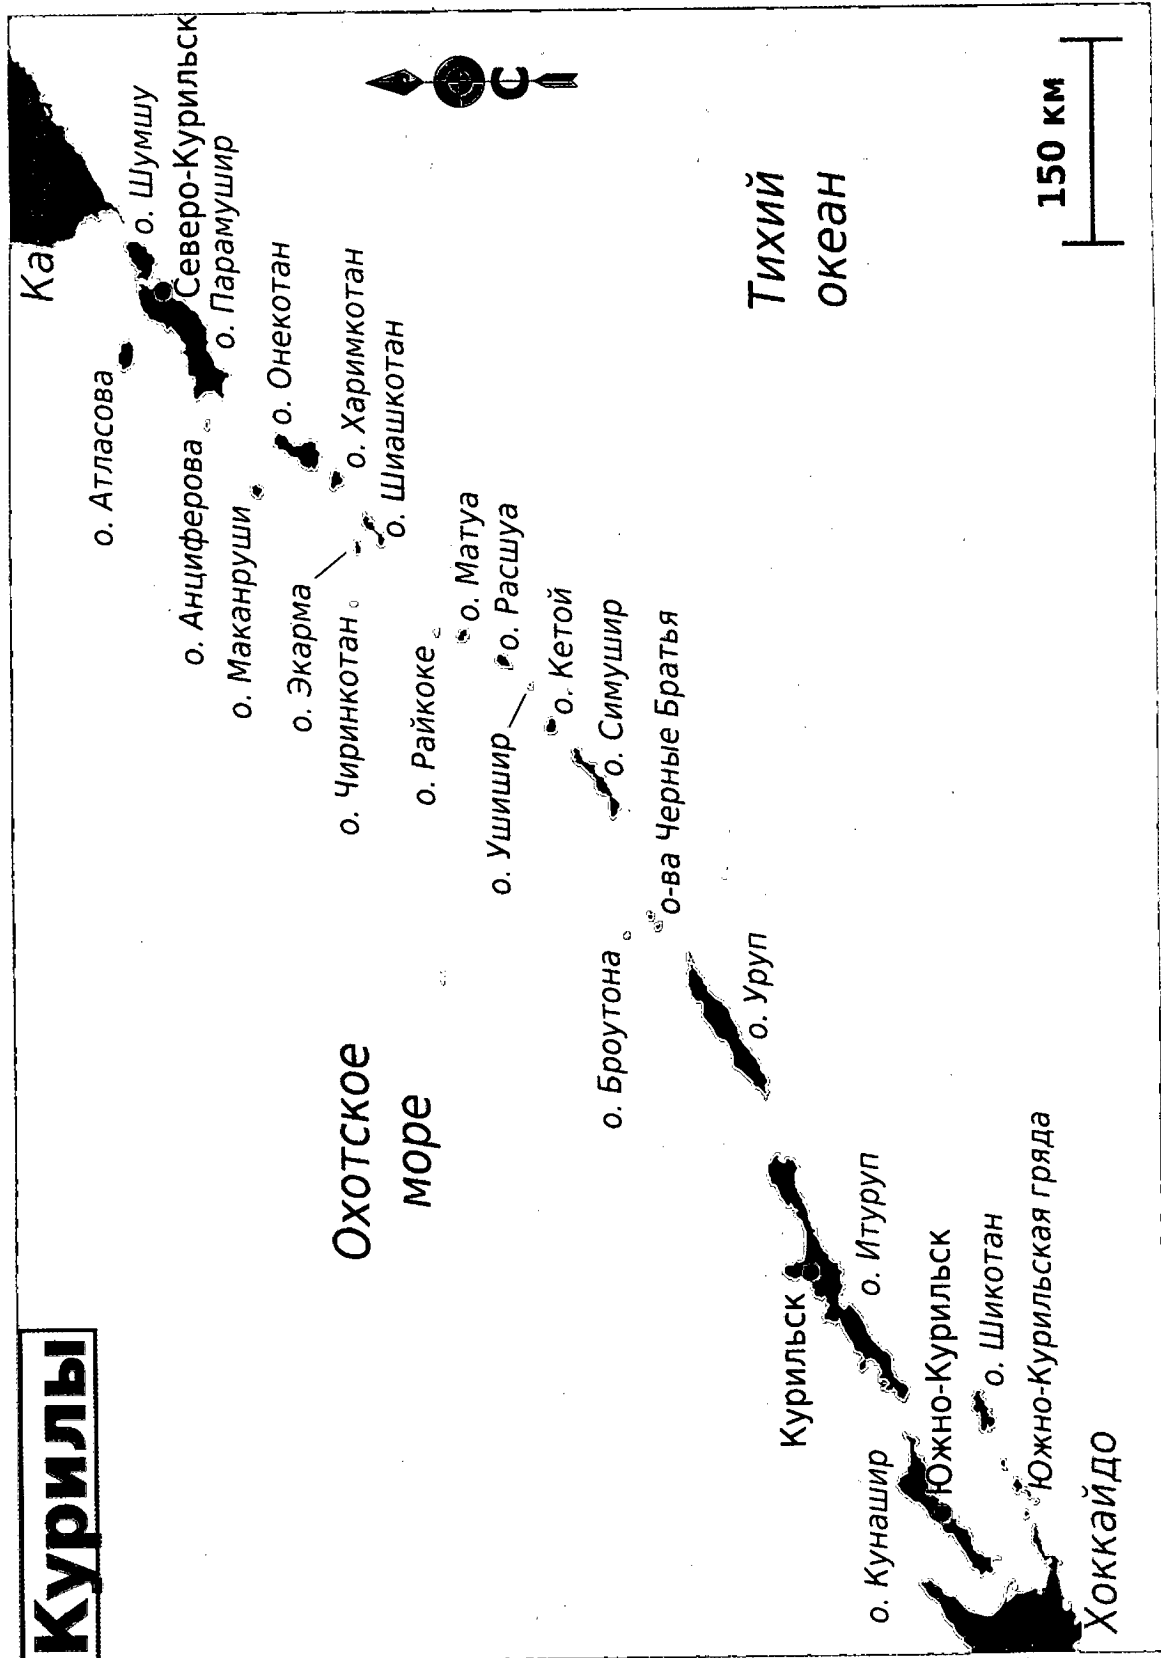 Курилы
Охотское
море
Тихий
океан
150 км
С
Ка
о. Шумшу
Северо-Курильск
о. Парамушир
о. Атласова
о. Анциферова
о. Онекотан
о. Маканруши
о. Харимкотан
о. Шиашкотан
о. Экарма
о. Чиринкотан
о. Райкоке
о. Матуа
о. Расшуа
о. Ушишир
о. Кетой
о. Симушир
о-ва Черные Братья
о. Броутона
о. Уруп
Курильск
о. Итуруп
о. Кунашир
Южно-Курильск
о. Шикотан
Южно-Курильская гряда
Хоккайдо